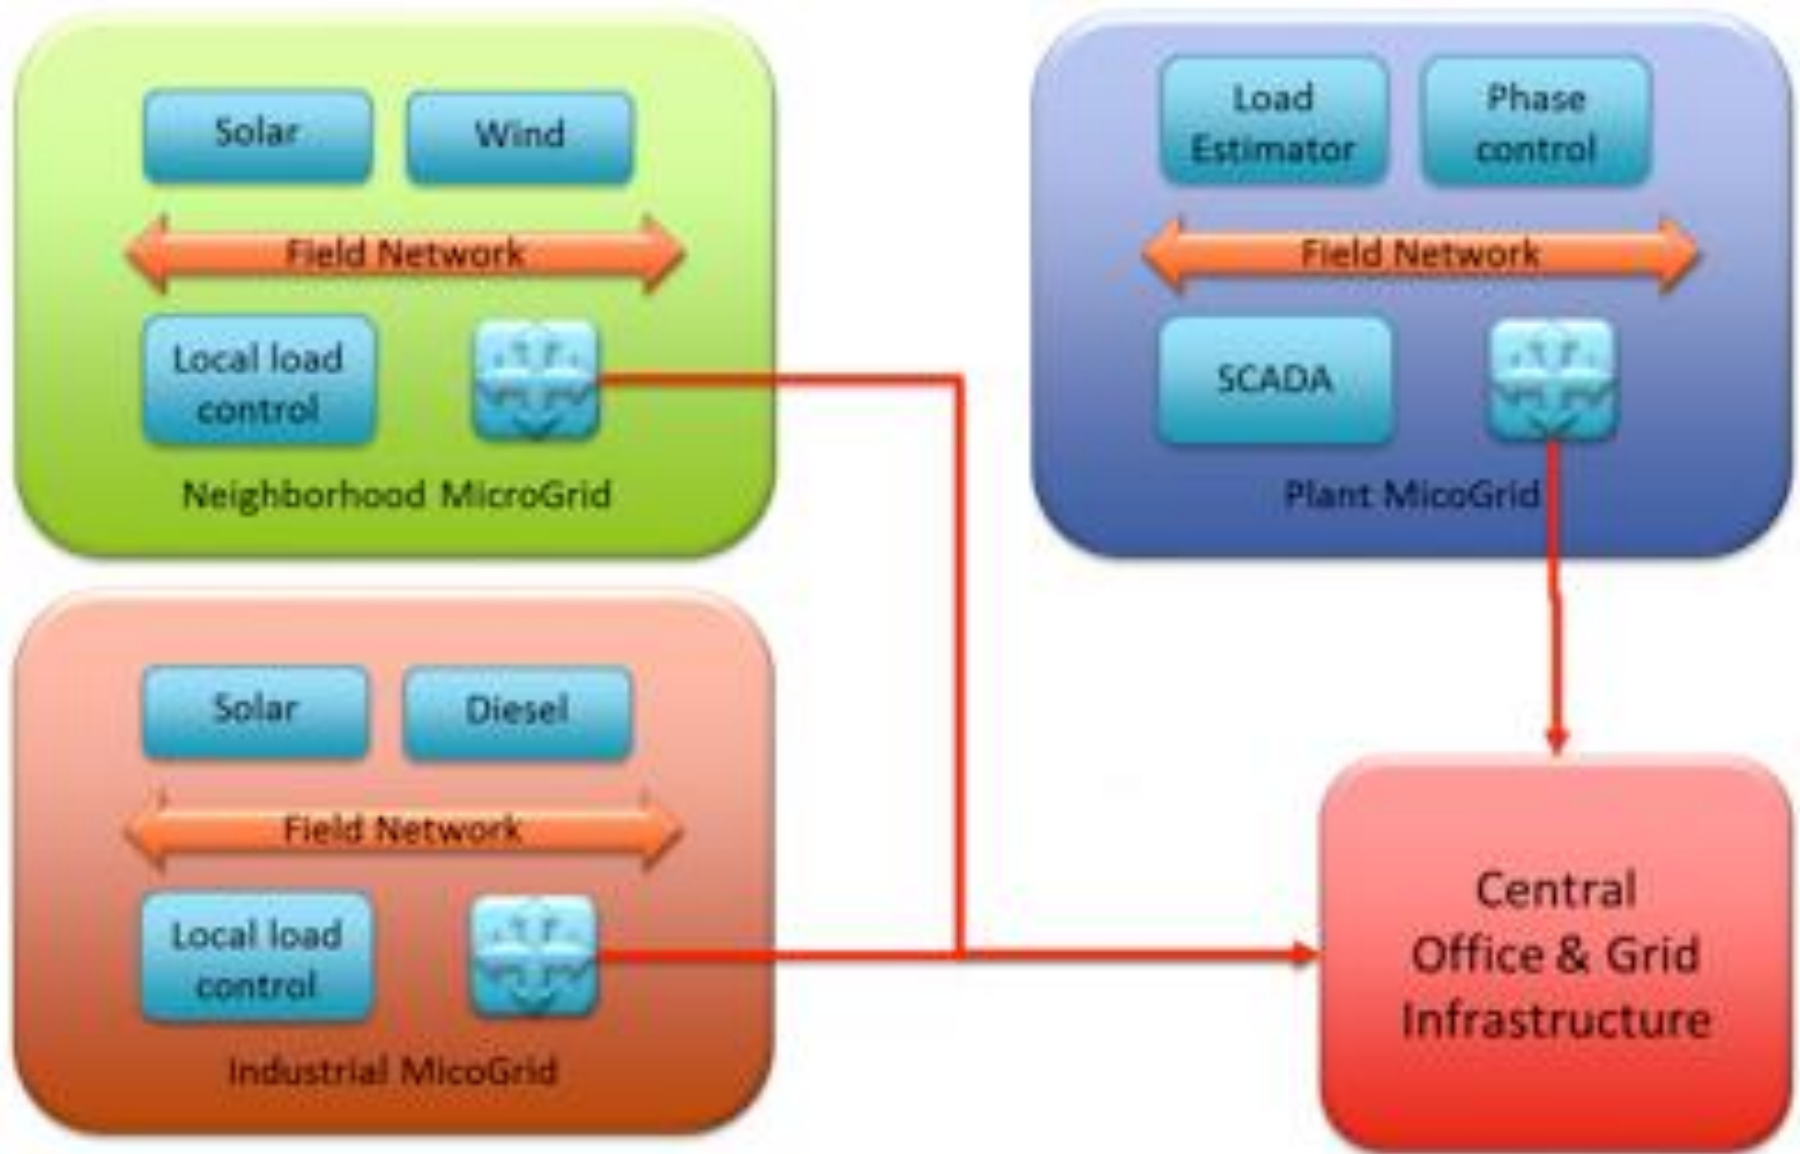 Solar
Wind
Field Network
Local load
control
Neighborhood MicroGrid
Load
Estimator
Phase
control
Field Network
SCADA
Plant MicoGrid
Solar
Diesel
Field Network
Local load
control
Industrial MicoGrid
Central
Office & Grid
Infrastructure